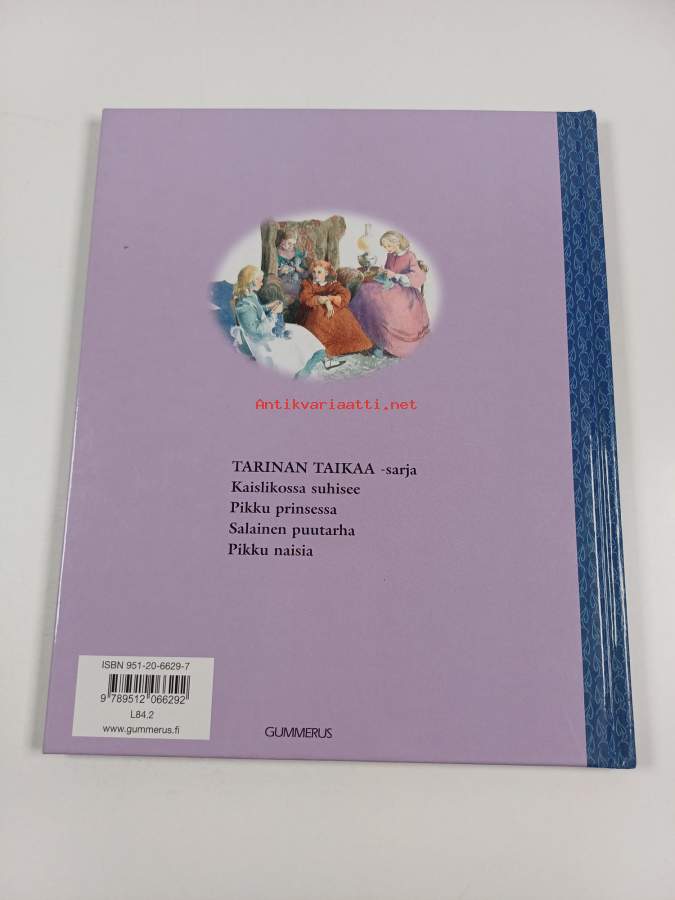 Antikvariaatti.net
TARINAN TAIKAA -sarja
Kaislikossa suhisee
Pikku prinsessa
Salainen puutarha
Pikku naisia
ISBN 951-20-6629-7
9 789512 066292
L84.2
www.gummerus.fi
GUMMERUS